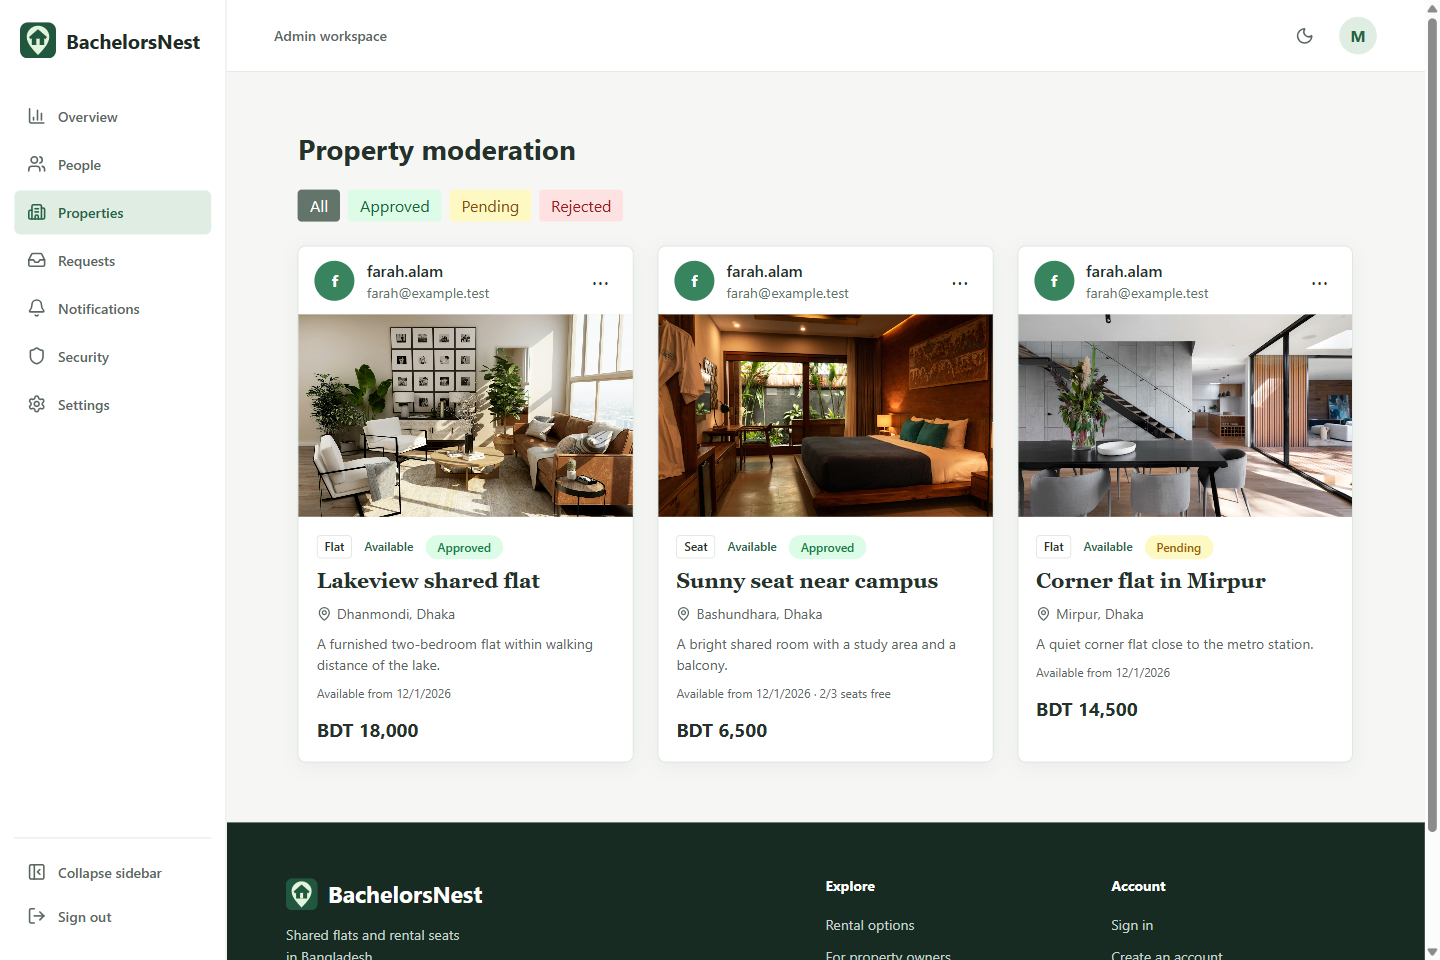 BachelorsNest
Overview
People
Properties
Requests
Notifications
Security
Settings
Collapse sidebar
Sign out
Admin workspace
M
Property moderation
All
Approved
Pending
Rejected
f
farah.alam
farah@example.test
...
Flat
Available
Approved
Lakeview shared flat
Dhanmondi, Dhaka
A furnished two-bedroom flat within walking
distance of the lake.
Available from 12/1/2026
BDT 18,000
f
farah.alam
farah@example.test
...
Seat
Available
Approved
Sunny seat near campus
Bashundhara, Dhaka
A bright shared room with a study area and a
balcony.
Available from 12/1/2026 · 2/3 seats free
BDT 6,500
f
farah.alam
farah@example.test
...
Flat
Available
Pending
Corner flat in Mirpur
Mirpur, Dhaka
A quiet corner flat close to the metro station.
Available from 12/1/2026
BDT 14,500
BachelorsNest
Shared flats and rental seats
in Bangladesh
Explore
Rental options
For property owners
Account
Sign in
Create an account